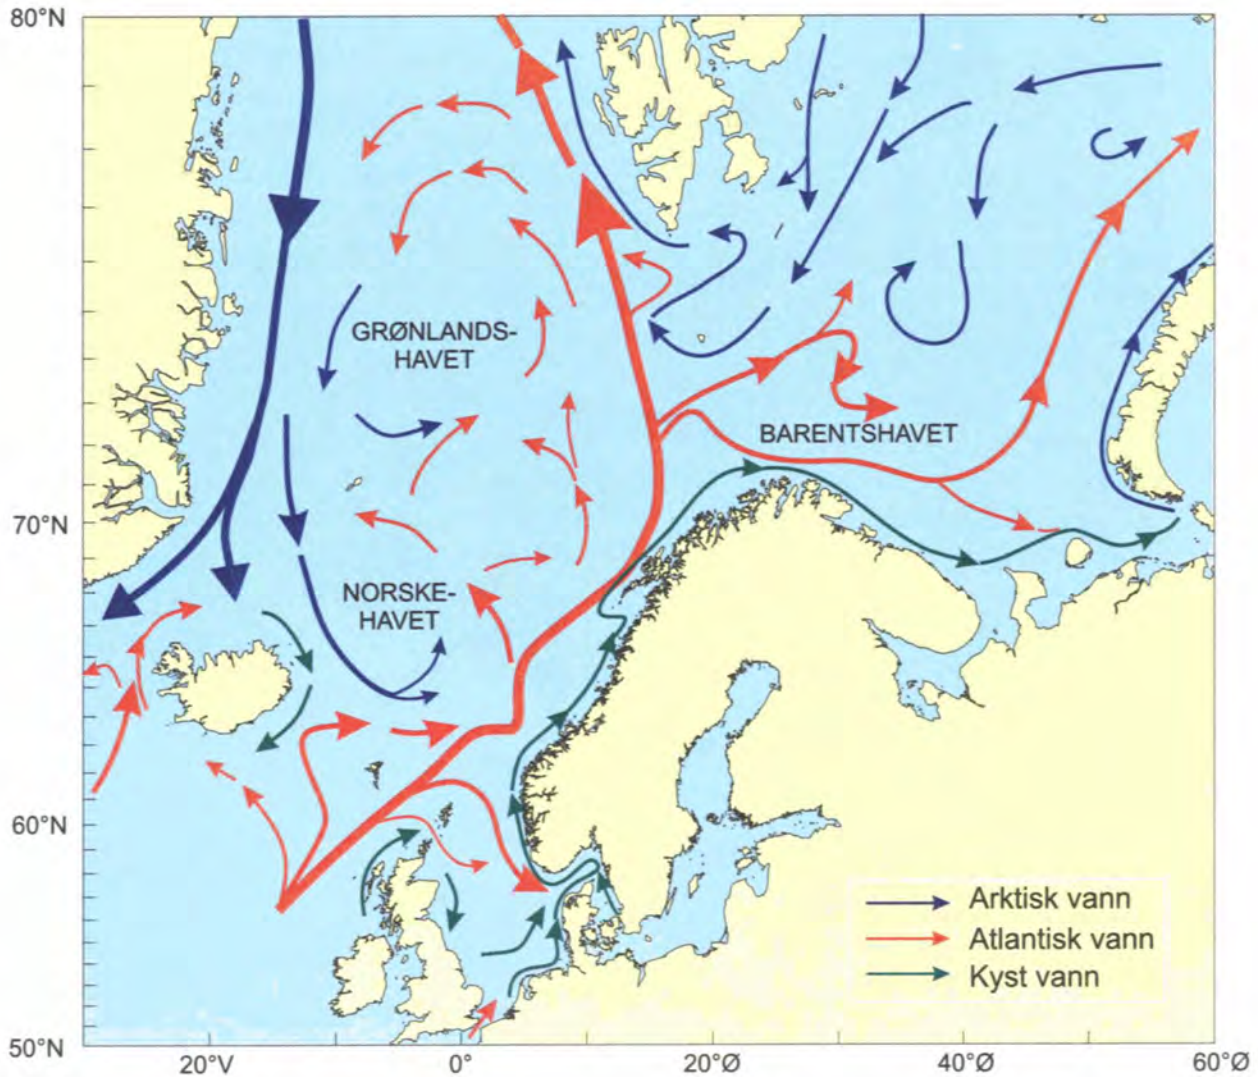 80°N
GRØNLANDS-
HAVET
BARENTSHAVET
70°N
NORSKE-
HAVET
60°N
Arktisk vann
Atlantisk vann
Kyst vann
50°N
20°V
0°
20°Ø
40°Ø
60°Ø